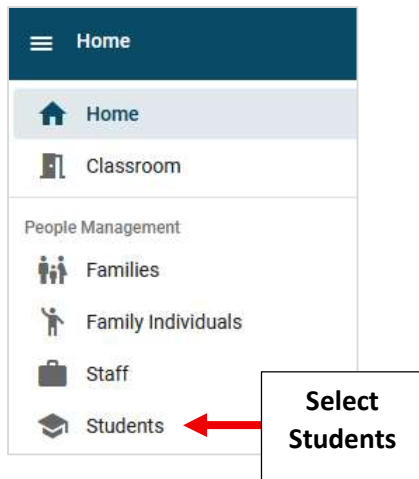 Home
Home
Classroom
People Management
Families
Family Individuals
Staff
Students
Select
Students